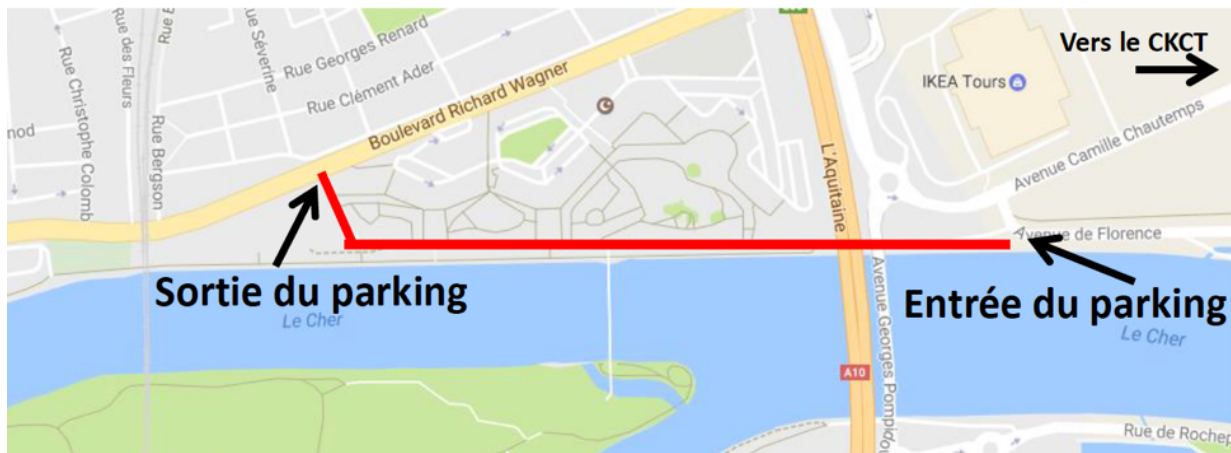 Vers le CKCT
IKEA Tours
Rue Georges Renard
Rue Séverine
Rue des Fleurs
Rue Clément Ader
Rue Christophe Colomb
nod
Rue Bergson
Boulevard Richard Wagner
Avenue Camille Chautemps
L'Aquitaine
Avenue de Florence
Sortie du parking
Entrée du parking
Le Cher
Le Cher
Avenue Georges Pompidou
A10
Rue de Rochep